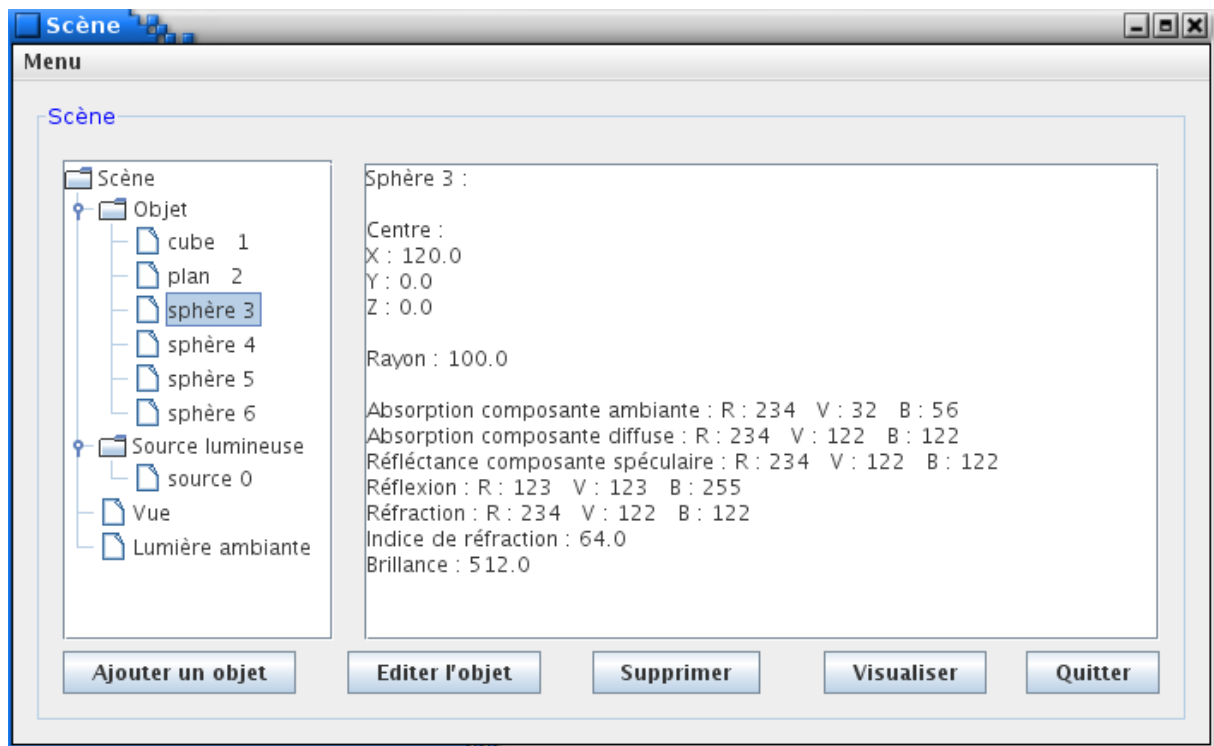 Scène
Menu
Scène
Scène
Objet
cube 1
plan 2
sphère 3
sphère 4
sphère 5
sphère 6
Source lumineuse
source 0
Vue
Lumière ambiante
Sphère 3 :
Centre :
X : 120.0
Y : 0.0
Z : 0.0
Rayon : 100.0
Absorption composante ambiante : R : 234 V : 32 B : 56
Absorption composante diffuse : R : 234 V : 122 B : 122
Réfléctance composante spéculaire : R : 234 V : 122 B : 122
Réflexion : R : 123 V : 123 B : 255
Réfraction : R : 234 V : 122 B : 122
Indice de réfraction : 64.0
Brillance : 512.0
Ajouter un objet Editer l'objet Supprimer Visualiser Quitter